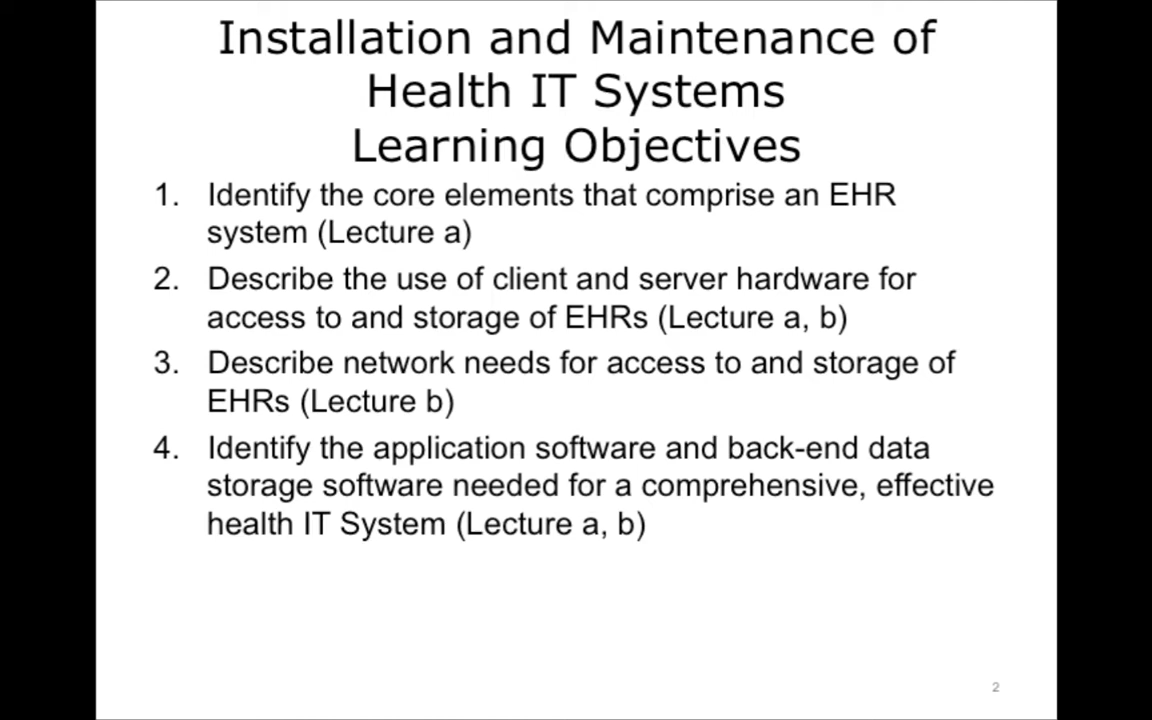 Installation and Maintenance of
Health IT Systems
Learning Objectives
1. Identify the core elements that comprise an EHR
system (Lecture a)
2. Describe the use of client and server hardware for
access to and storage of EHRs (Lecture a, b)
3. Describe network needs for access to and storage of
EHRs (Lecture b)
4. Identify the application software and back-end data
storage software needed for a comprehensive, effective
health IT System (Lecture a, b)
2